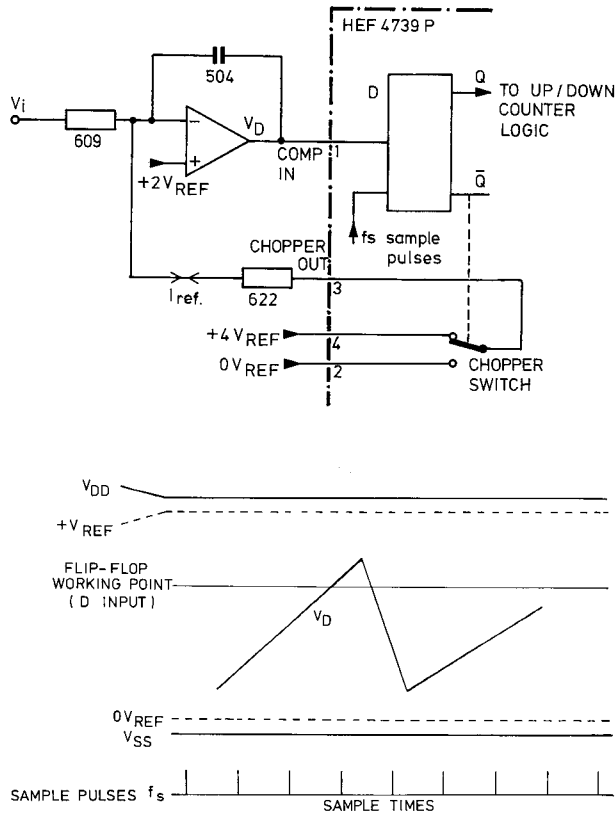 HEF 4739 P
504
D
Q
TO UP/DOWN
COUNTER
LOGIC
Vi
609
−
+
VD
+2VREF
COMP
IN
1
Q̅
fs sample
pulses
CHOPPER
OUT
3
Iref.
622
+4VREF
4
0VREF
2
CHOPPER
SWITCH
VDD
+VREF
FLIP-FLOP
WORKING POINT
(D INPUT)
VD
0VREF
VSS
SAMPLE PULSES fs
SAMPLE TIMES